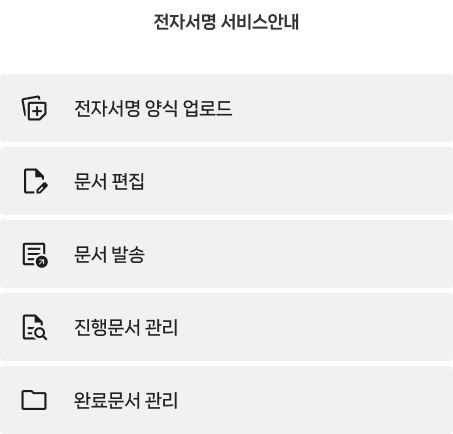 전자서명 서비스안내
전자서명 양식 업로드
문서 편집
문서 발송
진행문서 관리
완료문서 관리